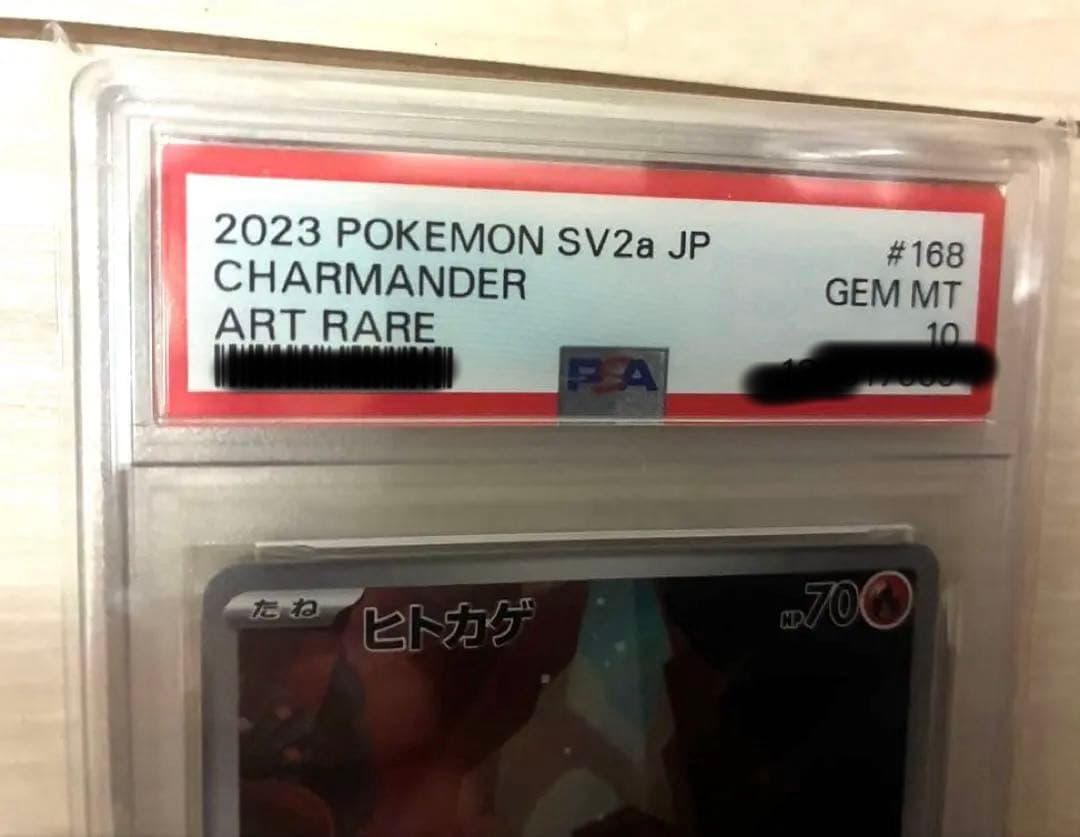 2023 POKEMON SV2a JP
#168
CHARMANDER
GEM MT
ART RARE
10
PSA
たね
ヒトカゲ
HP70